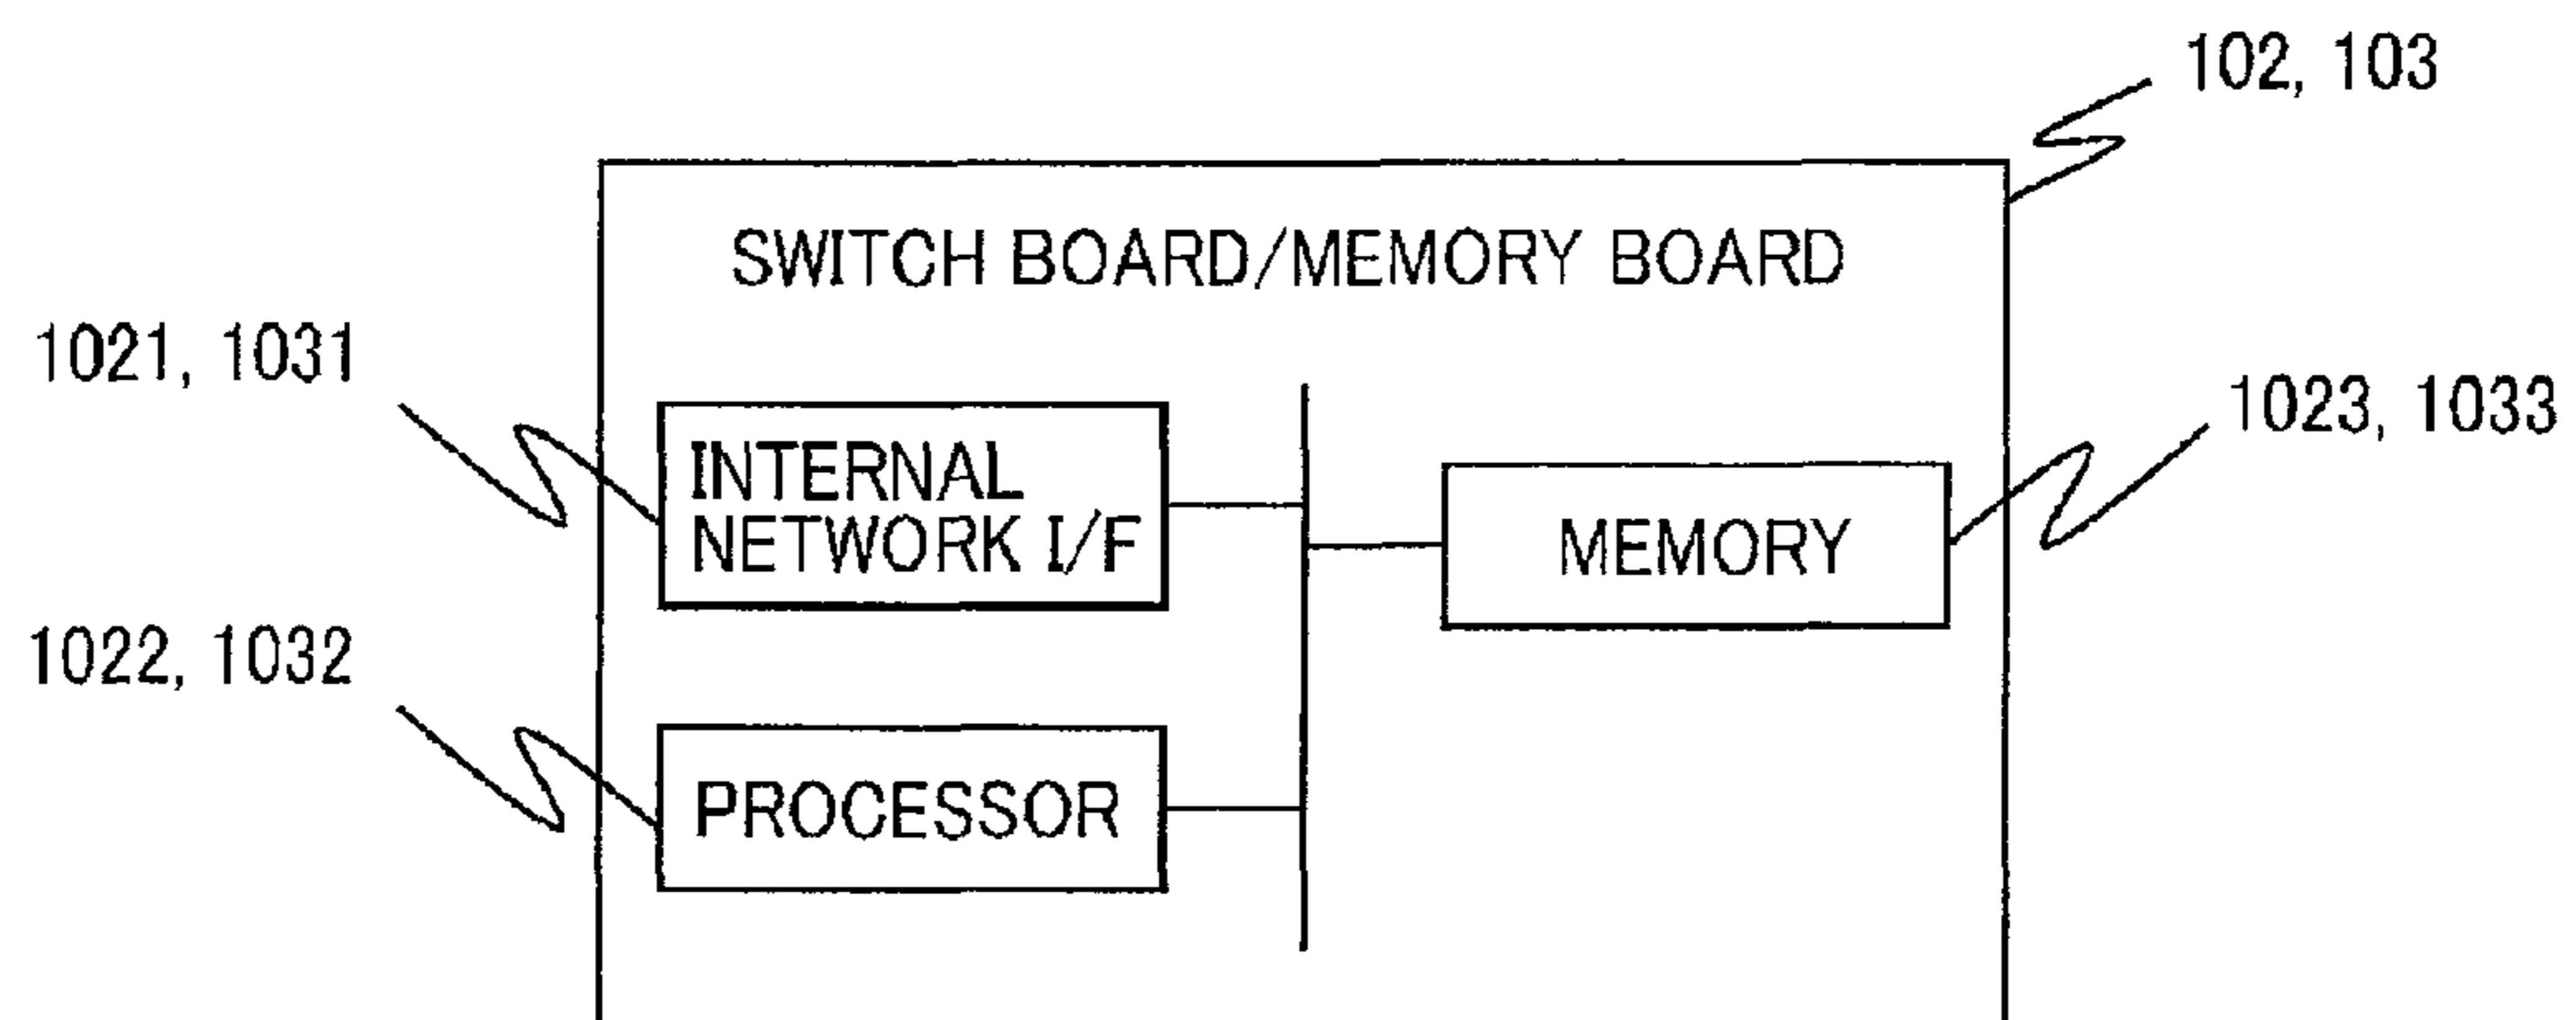 102, 103
SWITCH BOARD/MEMORY BOARD
1021, 1031
INTERNAL
NETWORK I/F
1023, 1033
MEMORY
1022, 1032
PROCESSOR